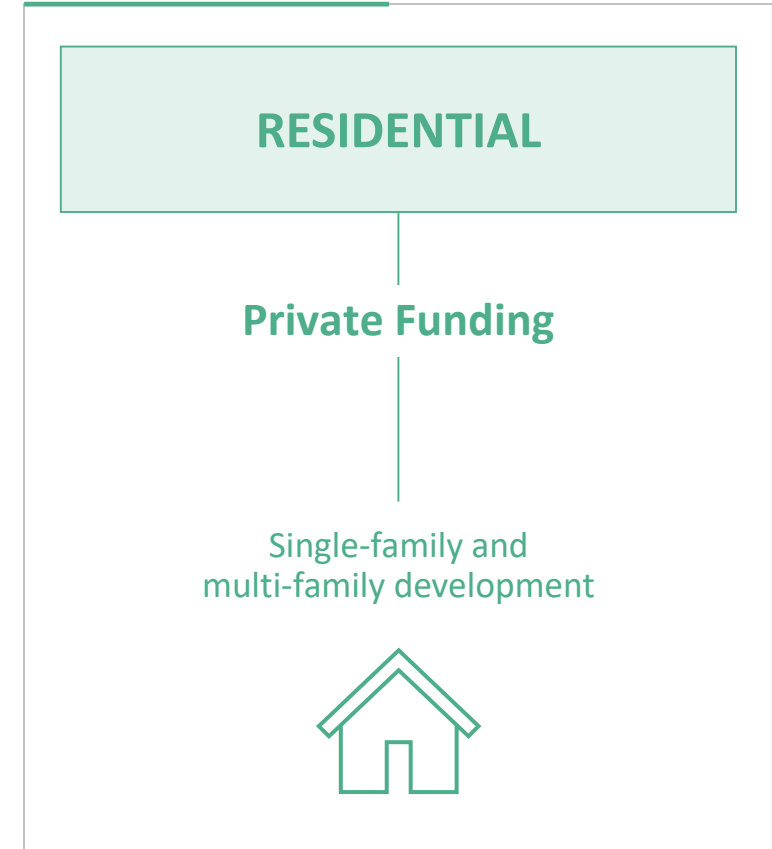 RESIDENTIAL
Private Funding
Single-family and
multi-family development